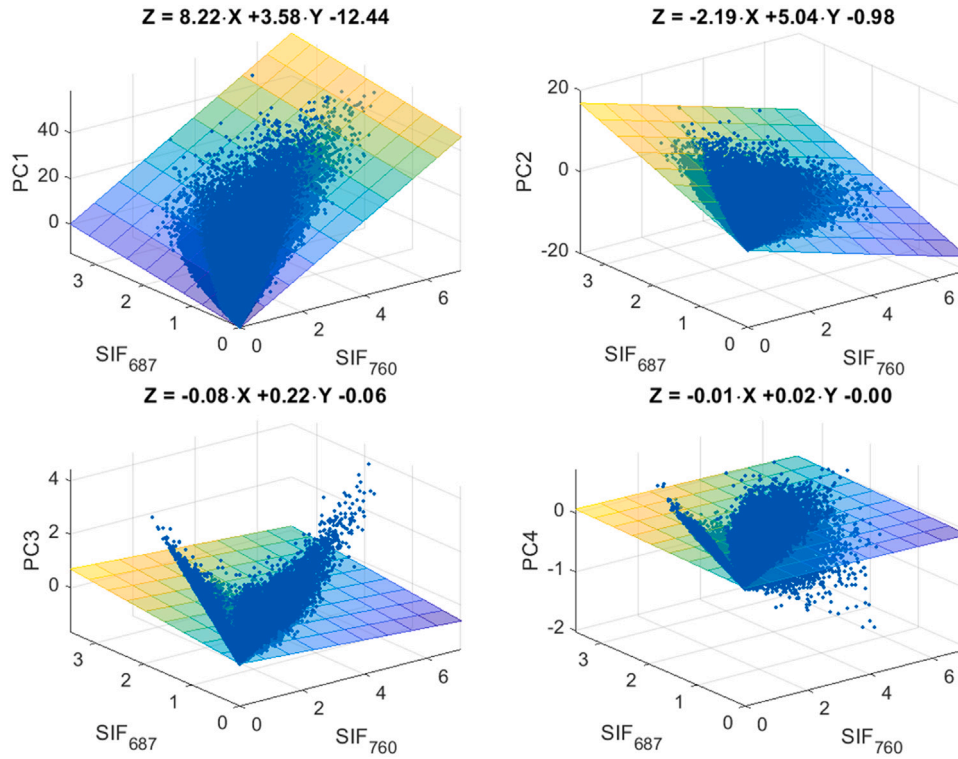 Z = 8.22·X +3.58·Y -12.44
PC1
40
20
0
3
2
1
0
0
2
4
6
SIF687
SIF760
Z = -2.19·X +5.04·Y -0.98
PC2
20
0
-20
3
2
1
0
0
2
4
6
SIF687
SIF760
Z = -0.08·X +0.22·Y -0.06
PC3
4
2
0
3
2
1
0
0
2
4
6
SIF687
SIF760
Z = -0.01·X +0.02·Y -0.00
PC4
0
-1
-2
3
2
1
0
0
2
4
6
SIF687
SIF760